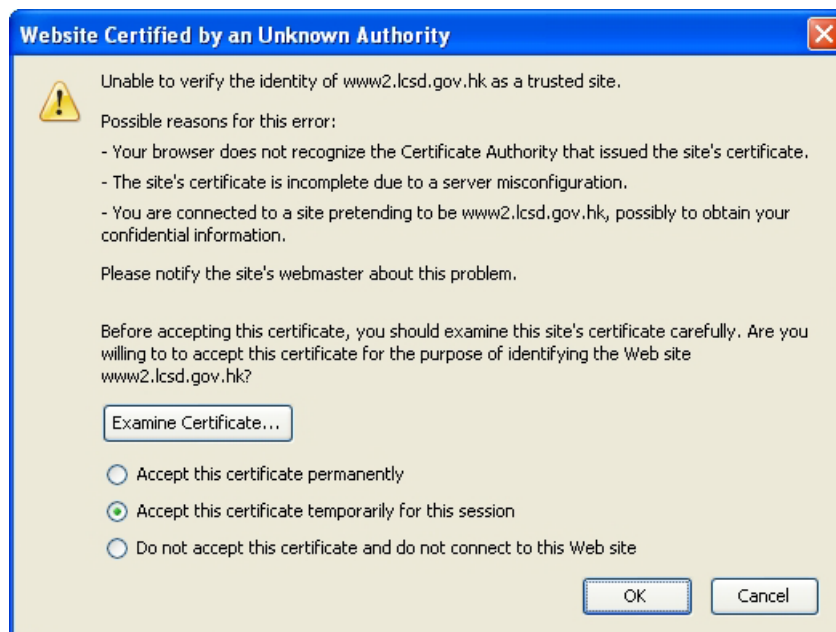 Website Certified by an Unknown Authority
Unable to verify the identity of www2.lcsd.gov.hk as a trusted site.
Possible reasons for this error:
- Your browser does not recognize the Certificate Authority that issued the site's certificate.
- The site's certificate is incomplete due to a server misconfiguration.
- You are connected to a site pretending to be www2.lcsd.gov.hk, possibly to obtain your
confidential information.
Please notify the site's webmaster about this problem.
Before accepting this certificate, you should examine this site's certificate carefully. Are you
willing to to accept this certificate for the purpose of identifying the Web site
www2.lcsd.gov.hk?
Examine Certificate...
Accept this certificate permanently
Accept this certificate temporarily for this session
Do not accept this certificate and do not connect to this Web site
OK Cancel